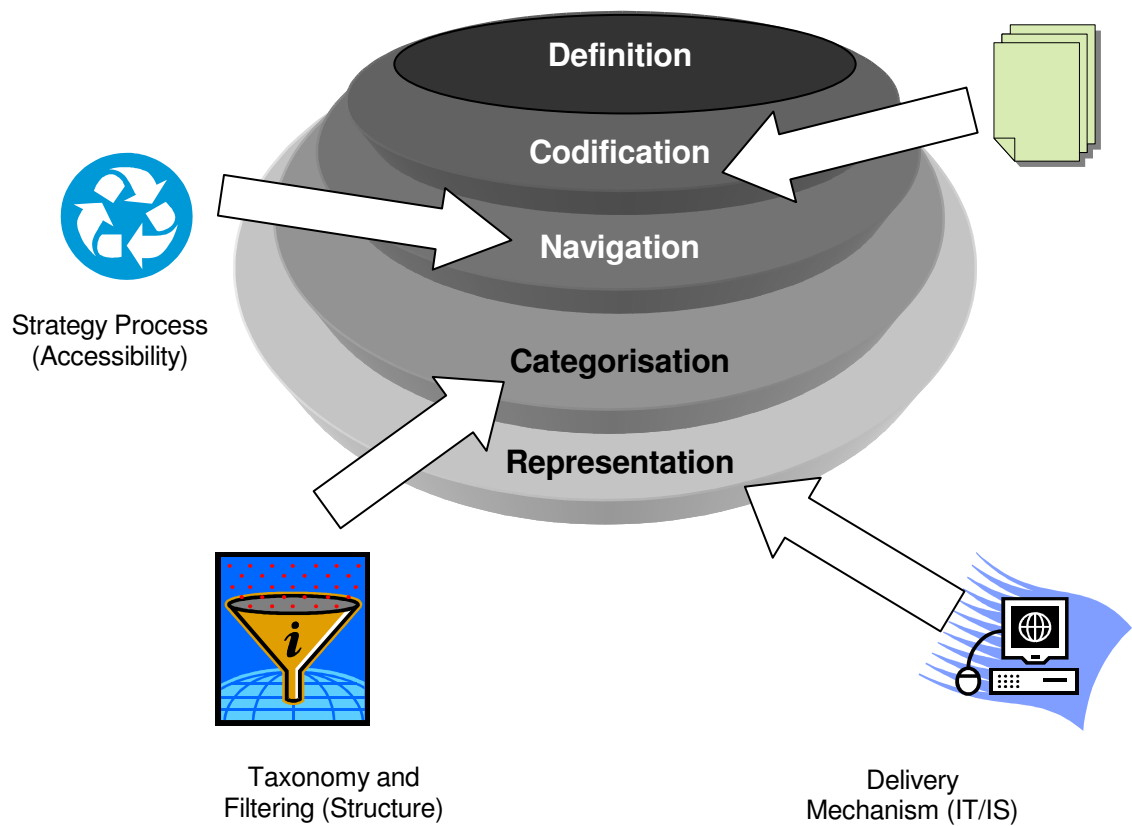 Definition
Codification
Navigation
Strategy Process
(Accessibility)
Categorisation
Representation
i
Taxonomy and
Filtering (Structure)
Delivery
Mechanism (IT/IS)